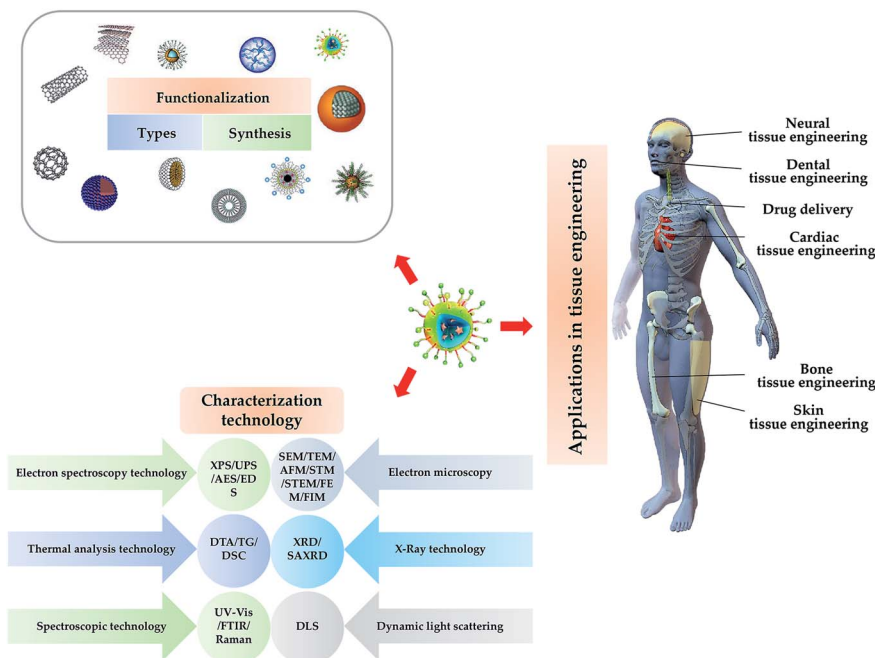 Functionalization
Types
Synthesis
Applications in tissue engineering
Neural
tissue engineering
Dental
tissue engineering
Drug delivery
Cardiac
tissue engineering
Bone
tissue engineering
Skin
tissue engineering
Characterization
technology
Electron spectroscopy technology
XPS/UPS
/AES/ED
S
SEM/TEM/
AFM/STM
/STEM/FE
M/FIM
Electron microscopy
Thermal analysis technology
DTA/TG/
DSC
XRD/
SAXRD
X-Ray technology
Spectroscopic technology
UV-Vis
/FTIR/
Raman
DLS
Dynamic light scattering